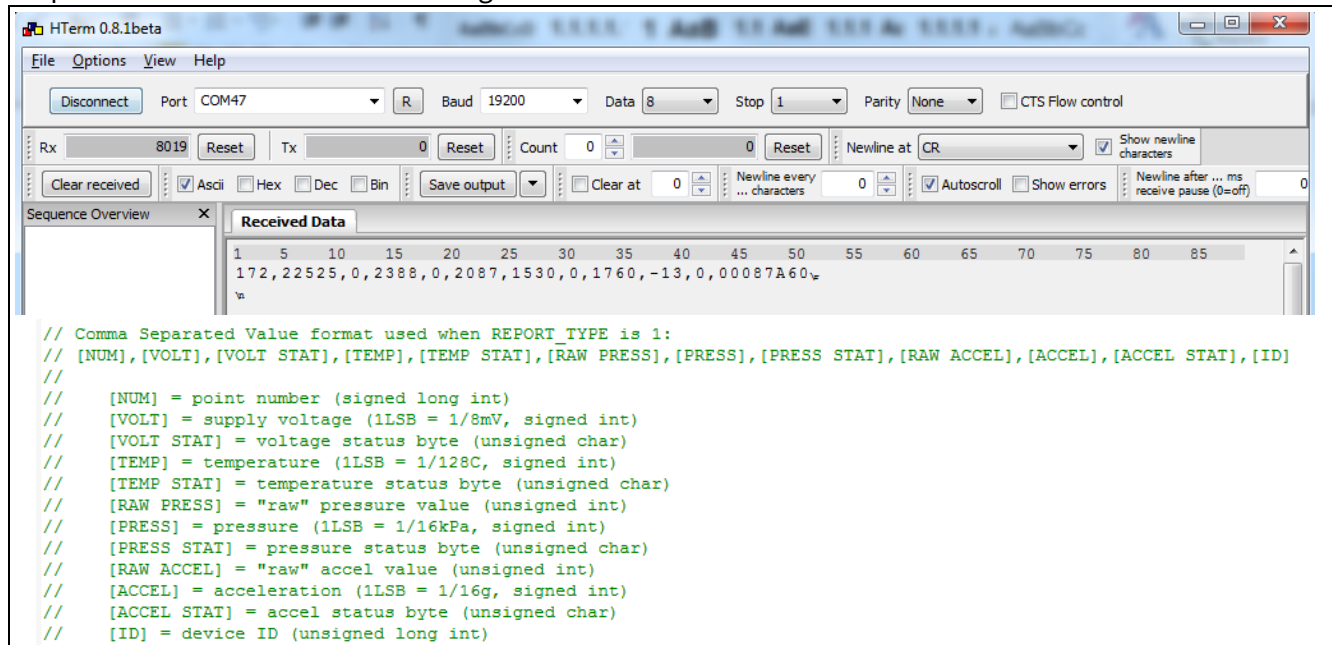 HTerm 0.8.1beta
File Options View Help
Disconnect Port COM47 R Baud 19200 Data 8 Stop 1 Parity None CTS Flow control
Rx 8019 Reset Tx 0 Reset Count 0 0 Reset Newline at CR Show newline
characters
Clear received Ascii Hex Dec Bin Save output Clear at 0 Newline every
... characters 0 Autoscroll Show errors Newline after ... ms
receive pause (0=off) 0
Sequence Overview X Received Data
1 5 10 15 20 25 30 35 40 45 50 55 60 65 70 75 80 85
172,22525,0,2388,0,2087,1530,0,1760,-13,0,00087A60\r
\n
// Comma Separated Value format used when REPORT_TYPE is 1:
// [NUM],[VOLT],[VOLT STAT],[TEMP],[TEMP STAT],[RAW PRESS],[PRESS],[PRESS STAT],[RAW ACCEL],[ACCEL],[ACCEL STAT],[ID]
//
// [NUM] = point number (signed long int)
// [VOLT] = supply voltage (1LSB = 1/8mV, signed int)
// [VOLT STAT] = voltage status byte (unsigned char)
// [TEMP] = temperature (1LSB = 1/128C, signed int)
// [TEMP STAT] = temperature status byte (unsigned char)
// [RAW PRESS] = "raw" pressure value (unsigned int)
// [PRESS] = pressure (1LSB = 1/16kPa, signed int)
// [PRESS STAT] = pressure status byte (unsigned char)
// [RAW ACCEL] = "raw" accel value (unsigned int)
// [ACCEL] = acceleration (1LSB = 1/16g, signed int)
// [ACCEL STAT] = accel status byte (unsigned char)
// [ID] = device ID (unsigned long int)